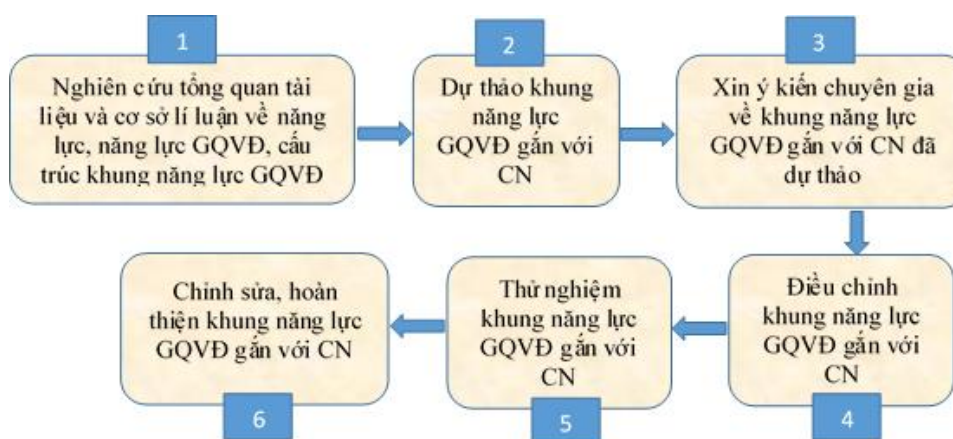 1
Nghiên cứu tổng quan tài
liệu và cơ sở lí luận về năng
lực, năng lực GQVĐ, cấu
trúc khung năng lực GQVĐ
2
Dự thảo khung
năng lực
GQVĐ gắn với
CN
3
Xin ý kiến chuyên gia
về khung năng lực
GQVĐ gắn với CN đã
dự thảo
Điều chỉnh
khung năng lực
GQVĐ gắn với
CN
4
Thử nghiệm
khung năng lực
GQVĐ gắn với
CN
5
Chỉnh sửa, hoàn
thiện khung năng lực
GQVĐ gắn với CN
6